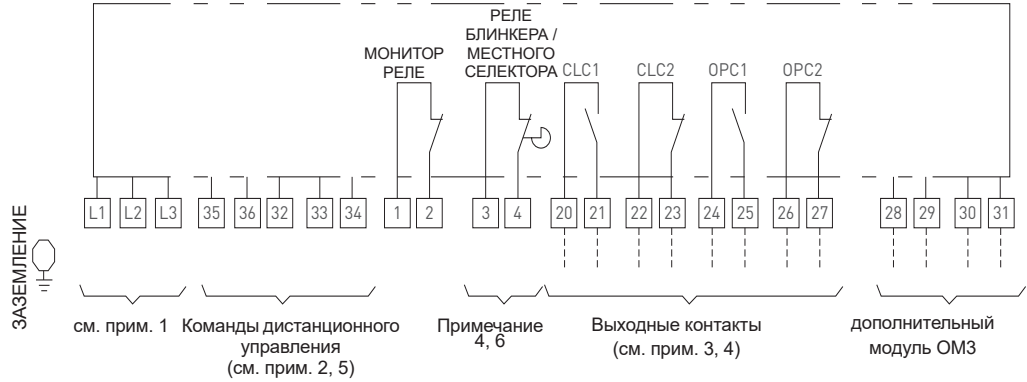 РЕЛЕ
БЛИНКЕРА /
МЕСТНОГО
СЕЛЕКТОРА
МОНИТОР
РЕЛЕ
CLC1
CLC2
OPC1
OPC2
L1
L2
L3
35
36
32
33
34
1
2
3
4
20
21
22
23
24
25
26
27
28
29
30
31
ЗАЗЕМЛЕНИЕ
см. прим. 1
Команды дистанционного
управления
(см. прим. 2, 5)
Примечание
4, 6
Выходные контакты
(см. прим. 3, 4)
дополнительный
модуль OM3